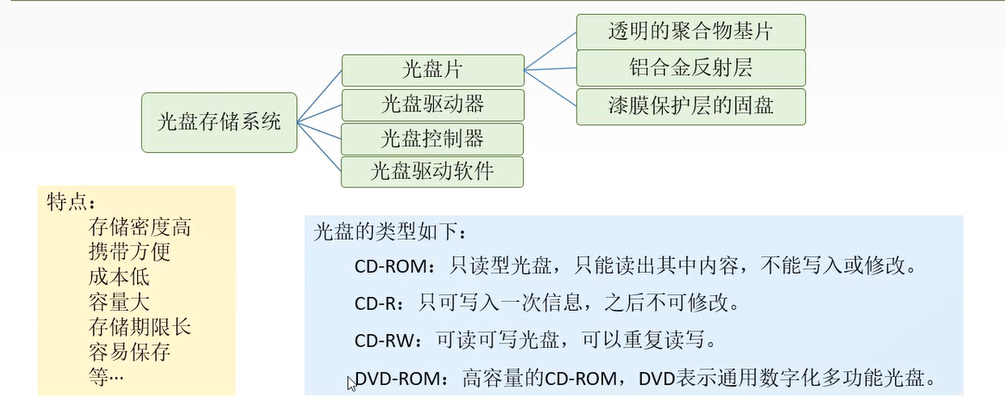 光盘存储系统
光盘片
光盘驱动器
光盘控制器
光盘驱动软件
透明的聚合物基片
铝合金反射层
漆膜保护层的固盘
特点：
存储密度高
携带方便
成本低
容量大
存储期限长
容易保存
等…
光盘的类型如下：
CD-ROM：只读型光盘，只能读出其中内容，不能写入或修改。
CD-R：只可写入一次信息，之后不可修改。
CD-RW：可读可写光盘，可以重复读写。
DVD-ROM：高容量的CD-ROM，DVD表示通用数字化多功能光盘。